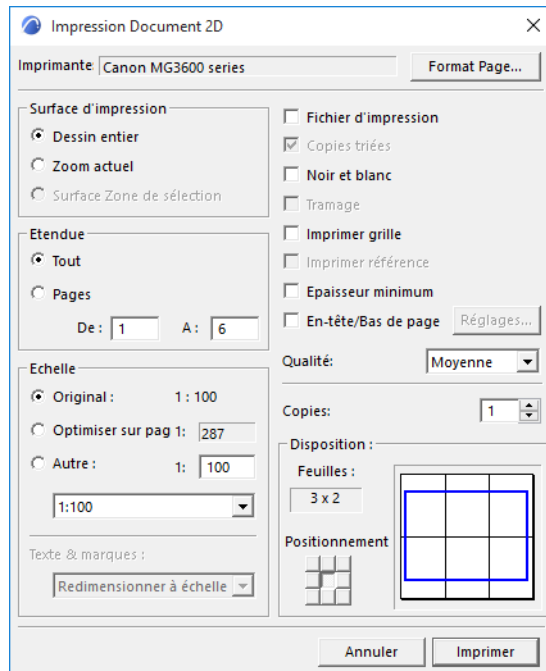 Impression Document 2D
Imprimante: Canon MG3600 series
Format Page...
Surface d'impression
Dessin entier
Zoom actuel
Surface Zone de sélection
Etendue
Tout
Pages
De : 1 A : 6
Echelle
Original : 1 : 100
Optimiser sur pag 1: 287
Autre : 1: 100
1:100
Texte & marques :
Redimensionner à échelle
Fichier d'impression
Copies triées
Noir et blanc
Tramage
Imprimer grille
Imprimer référence
Epaisseur minimum
En-tête/Bas de page Réglages...
Qualité: Moyenne
Copies: 1
Disposition :
Feuilles :
3 x 2
Positionnement
Annuler Imprimer